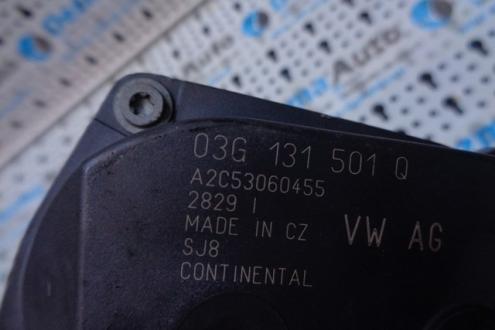 03G 131 501 Q
A2C53060455
2829 I
MADE IN CZ
VW AG
SJ8
CONTINENTAL